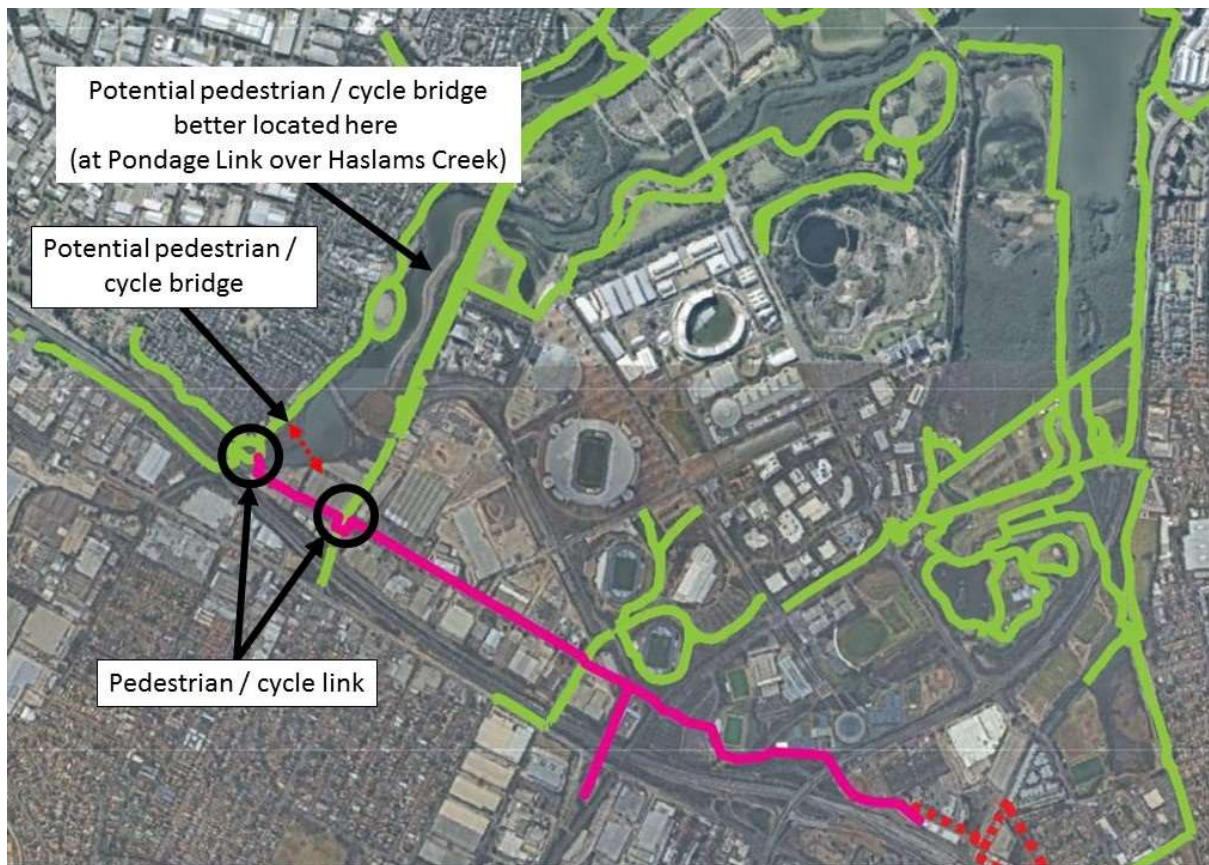 Potential pedestrian / cycle bridge
better located here
(at Pondage Link over Haslams Creek)
Potential pedestrian /
cycle bridge
Pedestrian / cycle link